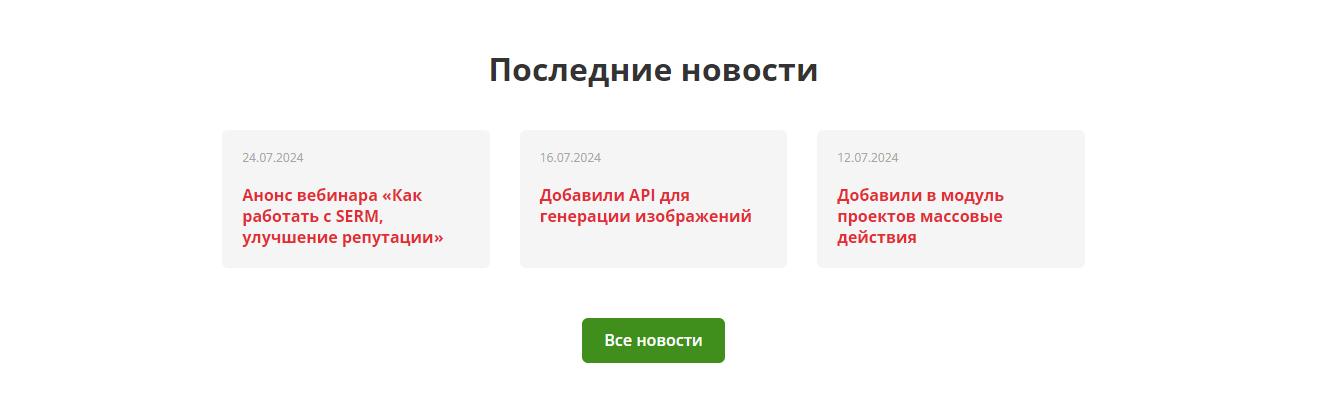 Последние новости
24.07.2024
Анонс вебинара «Как
работать с SERM,
улучшение репутации»
16.07.2024
Добавили API для
генерации изображений
12.07.2024
Добавили в модуль
проектов массовые
действия
Все новости